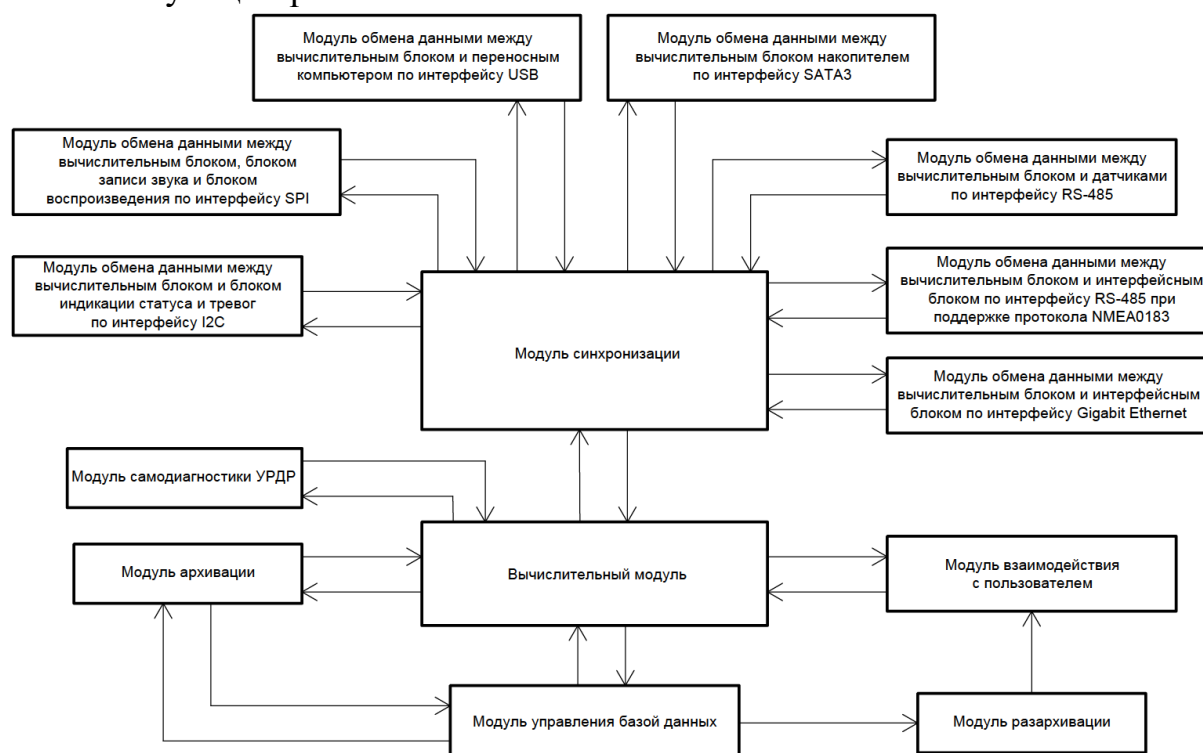 Модуль обмена данными между
вычислительным блоком и переносным
компьютером по интерфейсу USB
Модуль обмена данными между
вычислительным блоком накопителем
по интерфейсу SATA3
Модуль обмена данными между
вычислительным блоком, блоком
записи звука и блоком
воспроизведения по интерфейсу SPI
Модуль обмена данными между
вычислительным блоком и датчиками
по интерфейсу RS-485
Модуль обмена данными между
вычислительным блоком и блоком
индикации статуса и тревог
по интерфейсу I2C
Модуль обмена данными между
вычислительным блоком и интерфейсным
блоком по интерфейсу RS-485 при
поддержке протокола NMEA0183
Модуль синхронизации
Модуль обмена данными между
вычислительным блоком и интерфейсным
блоком по интерфейсу Gigabit Ethernet
Модуль самодиагностики УРДР
Модуль архивации
Вычислительный модуль
Модуль взаимодействия
с пользователем
Модуль управления базой данных
Модуль разархивации